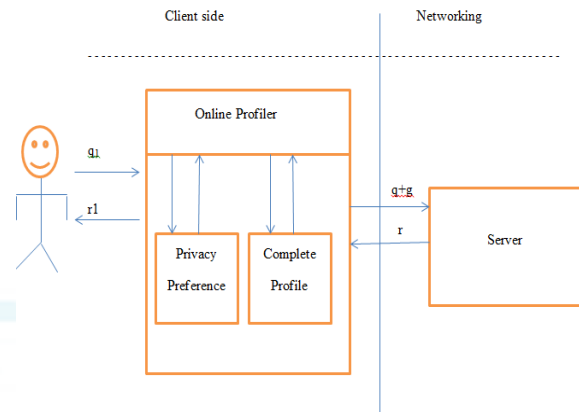 Client side
Networking
Online Profiler
q1
q+g
r1
r
Privacy
Preference
Complete
Profile
Server